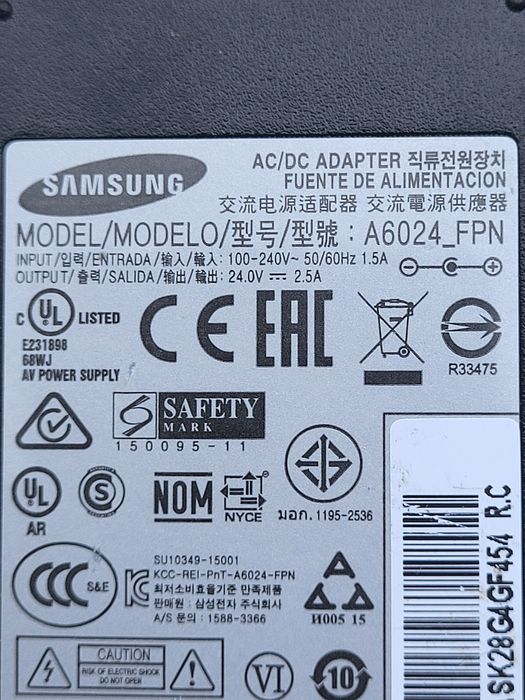 SAMSUNG
AC/DC ADAPTER 직류전원장치
FUENTE DE ALIMENTACION
交流电源适配器 交流電源供應器
MODEL/MODELO/型号/型號 : A6024_FPN
INPUT/입력/ENTRADA/输入/輸入: 100-240V~ 50/60Hz 1.5A
OUTPUT/출력/SALIDA/输出/輸出: 24.0V ⎓ 2.5A
C UL LISTED
E231898
68WJ
AV POWER SUPPLY
CE EAC
R33475
S SAFETY
MARK
150095-11
UL
AR
S
NOM
NYCE
มอก. 1195-2536
CCC S&E
SU10349-15001
KCC-REI-PnT-A6024-FPN
최저소비효율기준 만족제품
판매원 : 삼성전자 주식회사
A/S 문의 : 1588-3366
И005 15
CAUTION
RISK OF ELECTRIC SHOCK
DO NOT OPEN
VI
10
SK28G4GF454 R.C